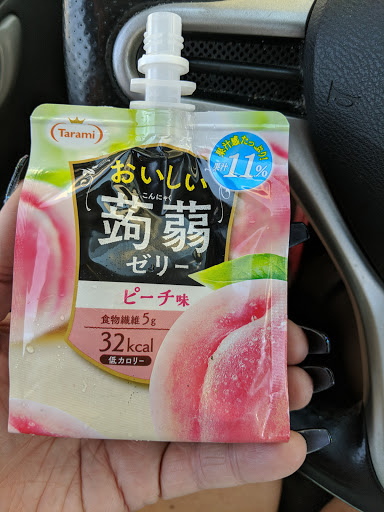 Tarami
果汁感たっぷり!
果汁11%
おいしい
こんにゃく
蒟蒻
ゼリー
ピーチ味
食物繊維5g
32kcal
低カロリー